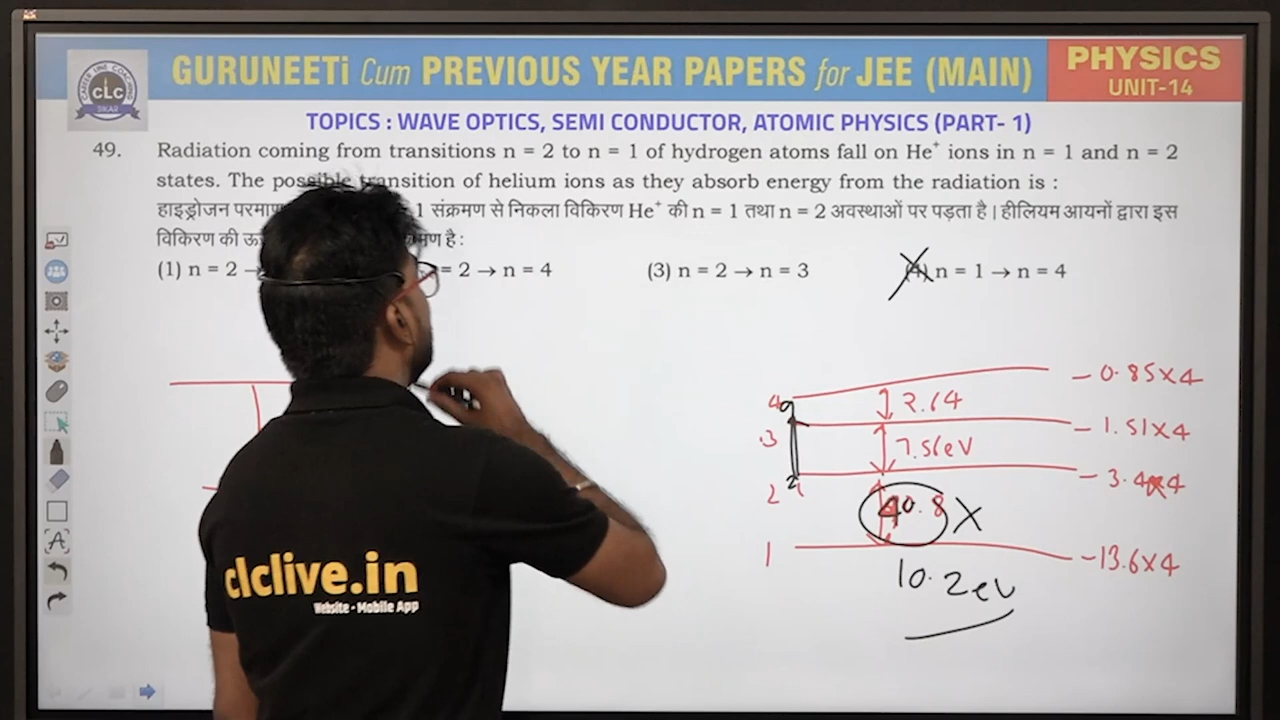 GURUNEETi Cum PREVIOUS YEAR PAPERS for JEE (MAIN)
PHYSICS
UNIT-14
CAREER LINE COACHING
CLC
SIKAR
TOPICS : WAVE OPTICS, SEMI CONDUCTOR, ATOMIC PHYSICS (PART- 1)
49. Radiation coming from transitions n = 2 to n = 1 of hydrogen atoms fall on He⁺ ions in n = 1 and n = 2
states. The possible transition of helium ions as they absorb energy from the radiation is :
हाइड्रोजन 1 संक्रमण से निकला विकिरण He⁺ की n = 1 तथा n = 2 अवस्थाओं पर पड़ता है। हीलियम आयनों द्वारा इस
विकिरण की है :
(1) n = 2 → = 2 → n = 4 (3) n = 2 → n = 3 (4) n = 1 → n = 4
4 2.64 - 0.85×4
3 7.56eV - 1.51×4
2 - 3.4×4
40.8 X
1 -13.6×4
10.2eV
clclive.in
Website • Mobile App